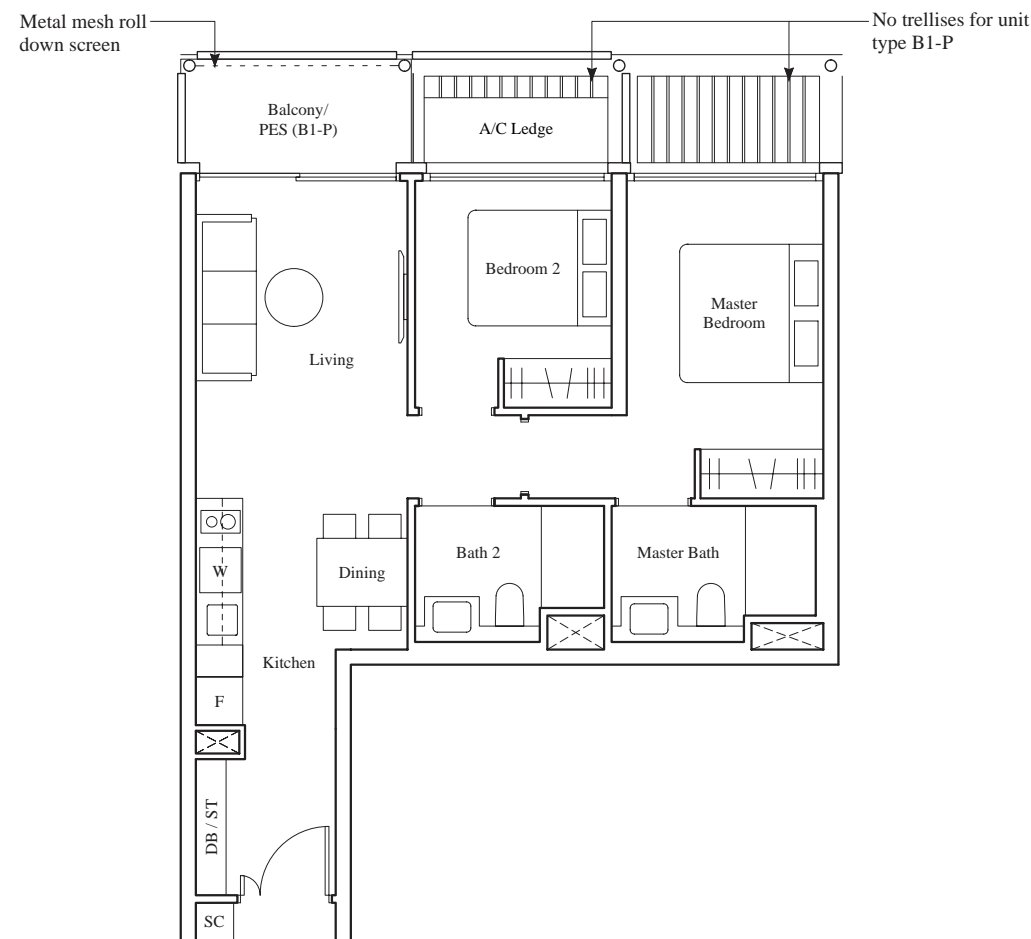 Metal mesh roll
down screen
No trellises for unit
type B1-P
Balcony/
PES (B1-P)
A/C Ledge
Bedroom 2
Master
Bedroom
Living
W
Dining
Bath 2
Master Bath
Kitchen
F
DB / ST
SC